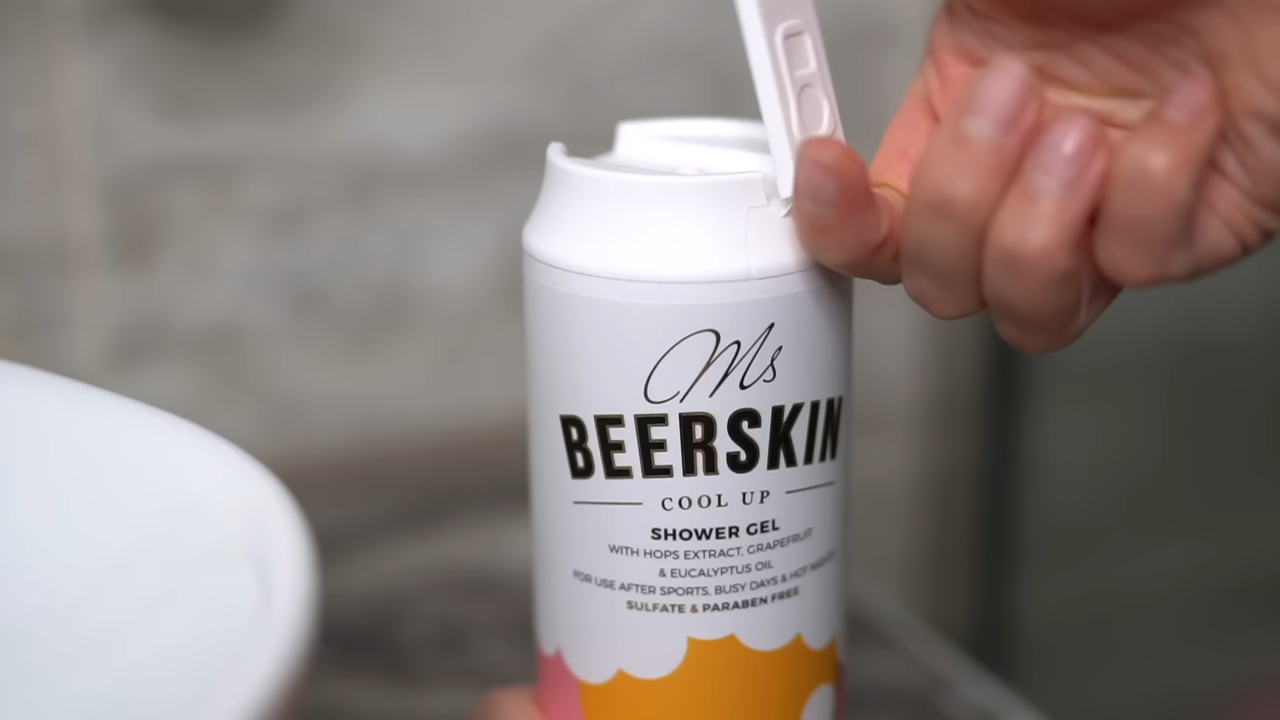 Ms
BEERSKIN
COOL UP
SHOWER GEL
WITH HOPS EXTRACT, GRAPEFRUIT
& EUCALYPTUS OIL
FOR USE AFTER SPORTS, BUSY DAYS & HOT
SULFATE & PARABEN FREE